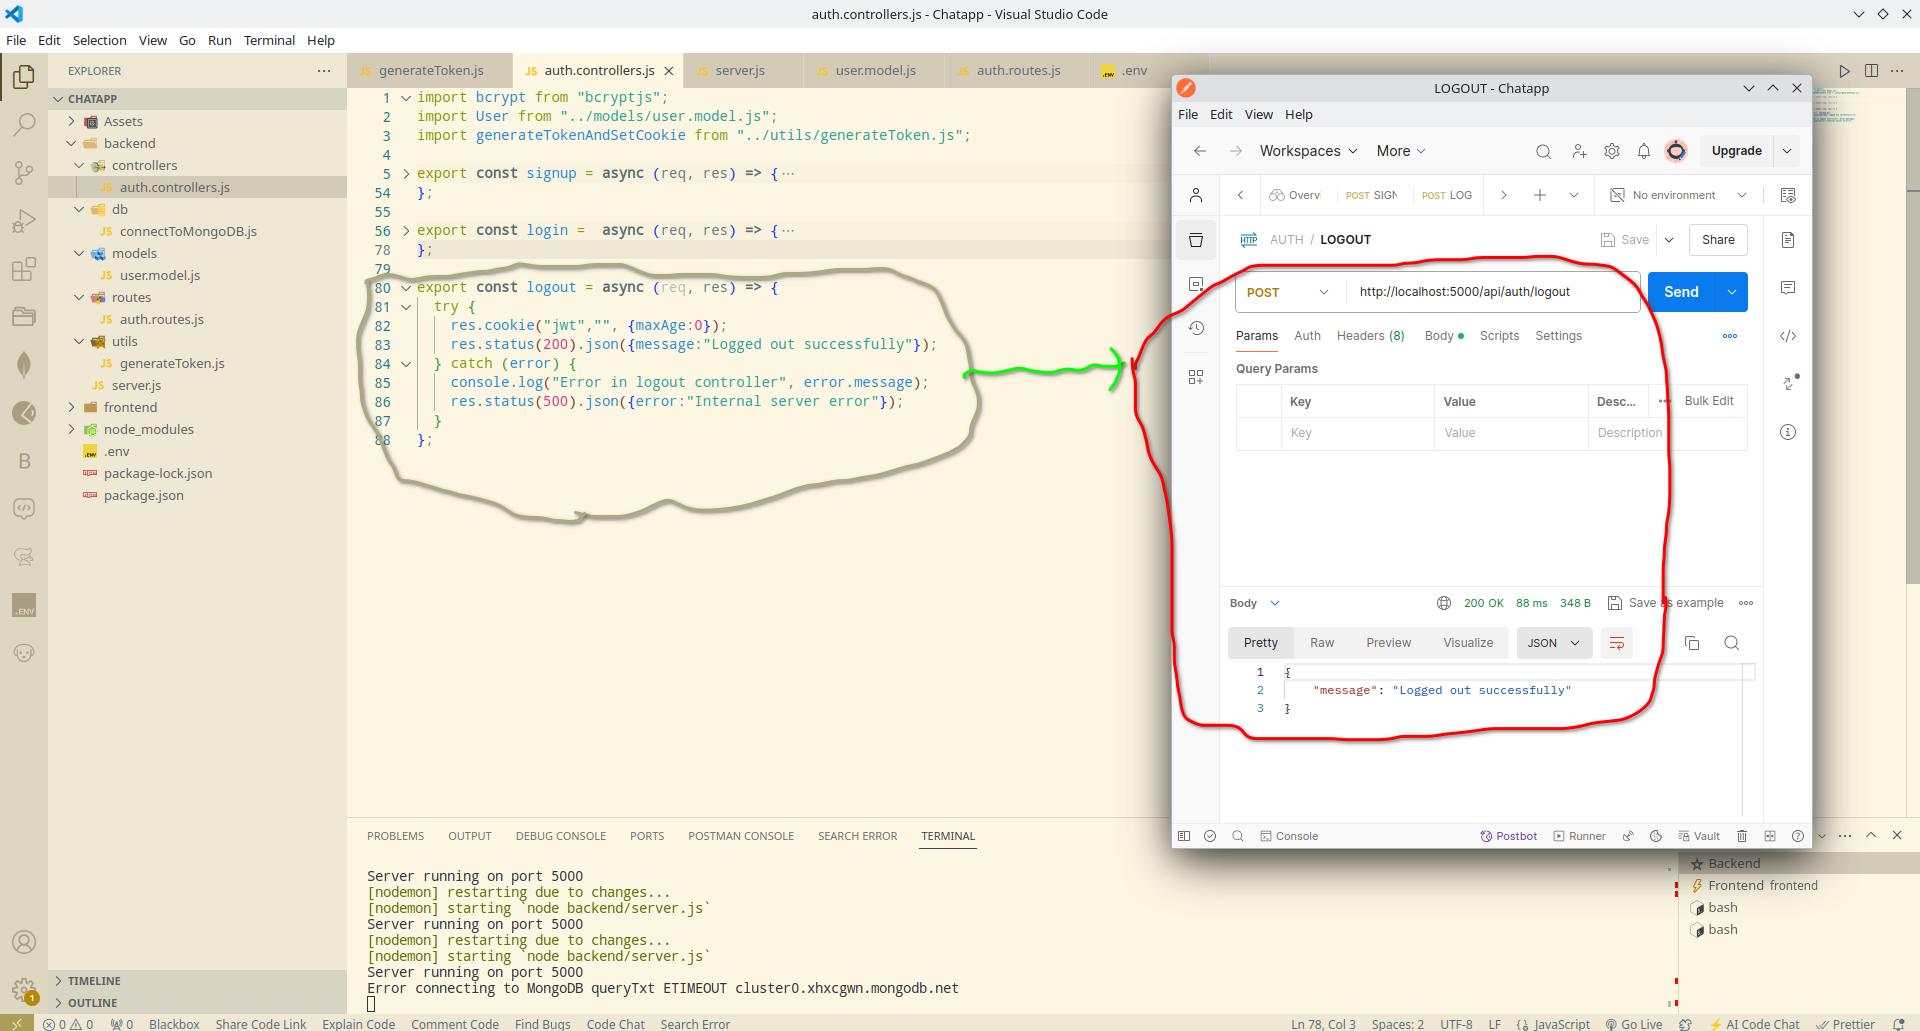 auth.controllers.js - Chatapp - Visual Studio Code
File Edit Selection View Go Run Terminal Help
EXPLORER
CHATAPP
Assets
backend
controllers
auth.controllers.js
db
connectToMongoDB.js
models
user.model.js
routes
auth.routes.js
utils
generateToken.js
server.js
frontend
node_modules
.env
package-lock.json
package.json
TIMELINE
OUTLINE
JS generateToken.js JS auth.controllers.js JS server.js JS user.model.js JS auth.routes.js .env
1 import bcrypt from "bcryptjs";
2 import User from "../models/user.model.js";
3 import generateTokenAndSetCookie from "../utils/generateToken.js";
4
5 export const signup = async (req, res) => {···
54 };
55
56 export const login =  async (req, res) => {···
78 };
79
80 export const logout = async (req, res) => {
81   try {
82     res.cookie("jwt","", {maxAge:0});
83     res.status(200).json({message:"Logged out successfully"});
84   } catch (error) {
85     console.log("Error in logout controller", error.message);
86     res.status(500).json({error:"Internal server error"});
87   }
88 };
LOGOUT - Chatapp
File Edit View Help
Workspaces More Upgrade
Overvi POST SIGN POST LOG No environment
HTTP AUTH / LOGOUT Save Share
POST http://localhost:5000/api/auth/logout Send
Params Auth Headers (8) Body Scripts Settings
Query Params
Key Value Desc... Bulk Edit
Key Value Description
Body 200 OK 88 ms 348 B Save as example
Pretty Raw Preview Visualize JSON
1 {
2 "message": "Logged out successfully"
3 }
Console Postbot Runner Vault
PROBLEMS OUTPUT DEBUG CONSOLE PORTS POSTMAN CONSOLE SEARCH ERROR TERMINAL
Server running on port 5000
[nodemon] restarting due to changes...
[nodemon] starting `node backend/server.js`
Server running on port 5000
[nodemon] restarting due to changes...
[nodemon] starting `node backend/server.js`
Server running on port 5000
Error connecting to MongoDB queryTxt ETIMEOUT cluster0.xhxcgwn.mongodb.net
Backend
Frontend frontend
bash
bash
0 0 0 Blackbox Share Code Link Explain Code Comment Code Find Bugs Code Chat Search Error Ln 78, Col 3 Spaces: 2 UTF-8 LF {} JavaScript Go Live AI Code Chat Prettier